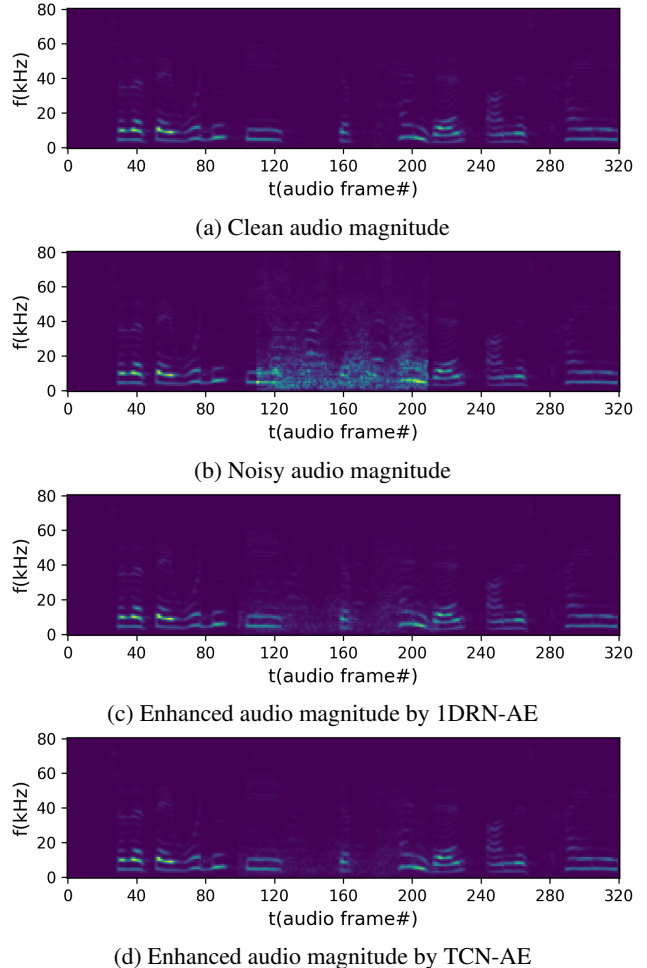 80
60
40
20
0
f(kHz)
0 40 80 120 160 200 240 280 320
t(audio frame#)
(a) Clean audio magnitude
80
60
40
20
0
f(kHz)
0 40 80 120 160 200 240 280 320
t(audio frame#)
(b) Noisy audio magnitude
80
60
40
20
0
f(kHz)
0 40 80 120 160 200 240 280 320
t(audio frame#)
(c) Enhanced audio magnitude by 1DRN-AE
80
60
40
20
0
f(kHz)
0 40 80 120 160 200 240 280 320
t(audio frame#)
(d) Enhanced audio magnitude by TCN-AE